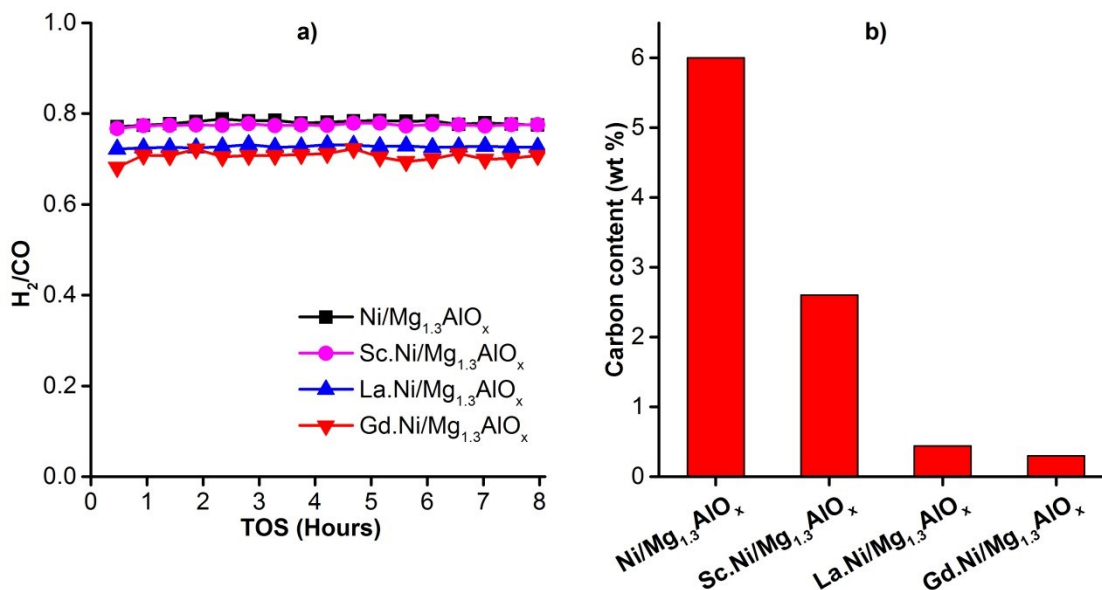 a)
1.0
0.8
0.6
0.4
0.2
0.0
H₂/CO
Ni/Mg₁.₃AlOₓ
Sc.Ni/Mg₁.₃AlOₓ
La.Ni/Mg₁.₃AlOₓ
Gd.Ni/Mg₁.₃AlOₓ
0 1 2 3 4 5 6 7 8
TOS (Hours)
b)
6
5
4
3
2
1
0
Carbon content (wt %)
Ni/Mg₁.₃AlOₓ
Sc.Ni/Mg₁.₃AlOₓ
La.Ni/Mg₁.₃AlOₓ
Gd.Ni/Mg₁.₃AlOₓ